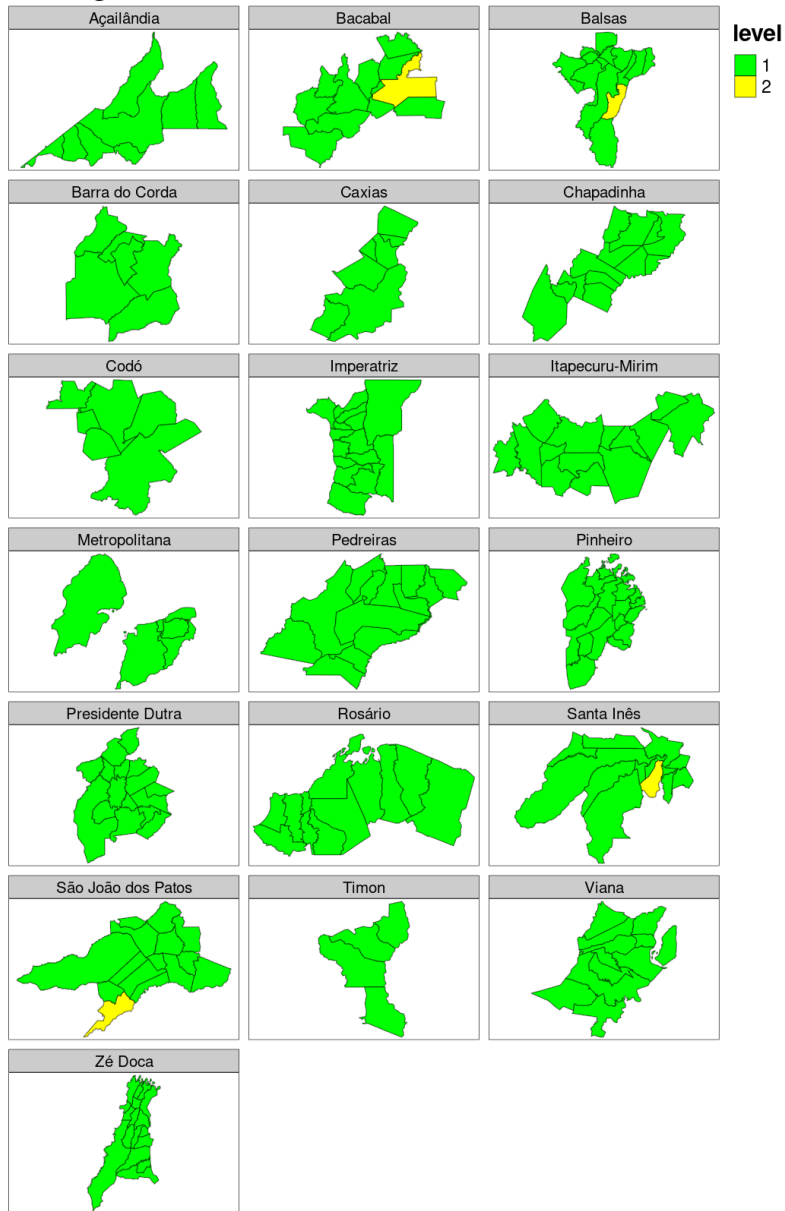 Açailândia
Bacabal
Balsas
level
1
2
Barra do Corda
Caxias
Chapadinha
Codó
Imperatriz
Itapecuru-Mirim
Metropolitana
Pedreiras
Pinheiro
Presidente Dutra
Rosário
Santa Inês
São João dos Patos
Timon
Viana
Zé Doca